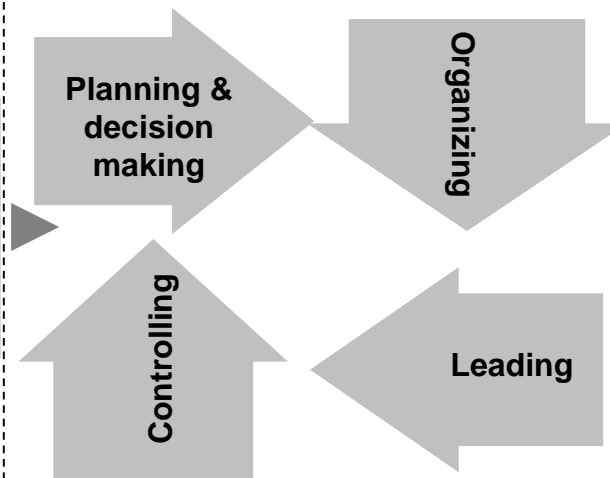 Planning &
decision
making
Organizing
Leading
Controlling